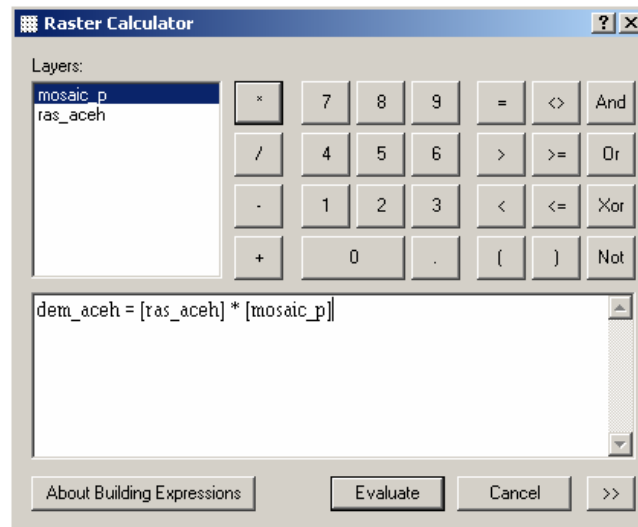 Raster Calculator ? X
Layers:
mosaic_p
ras_aceh
* 7 8 9 = <> And
/ 4 5 6 > >= Or
- 1 2 3 < <= Xor
+ 0 . ( ) Not
dem_aceh = [ras_aceh] * [mosaic_p]
About Building Expressions Evaluate Cancel >>